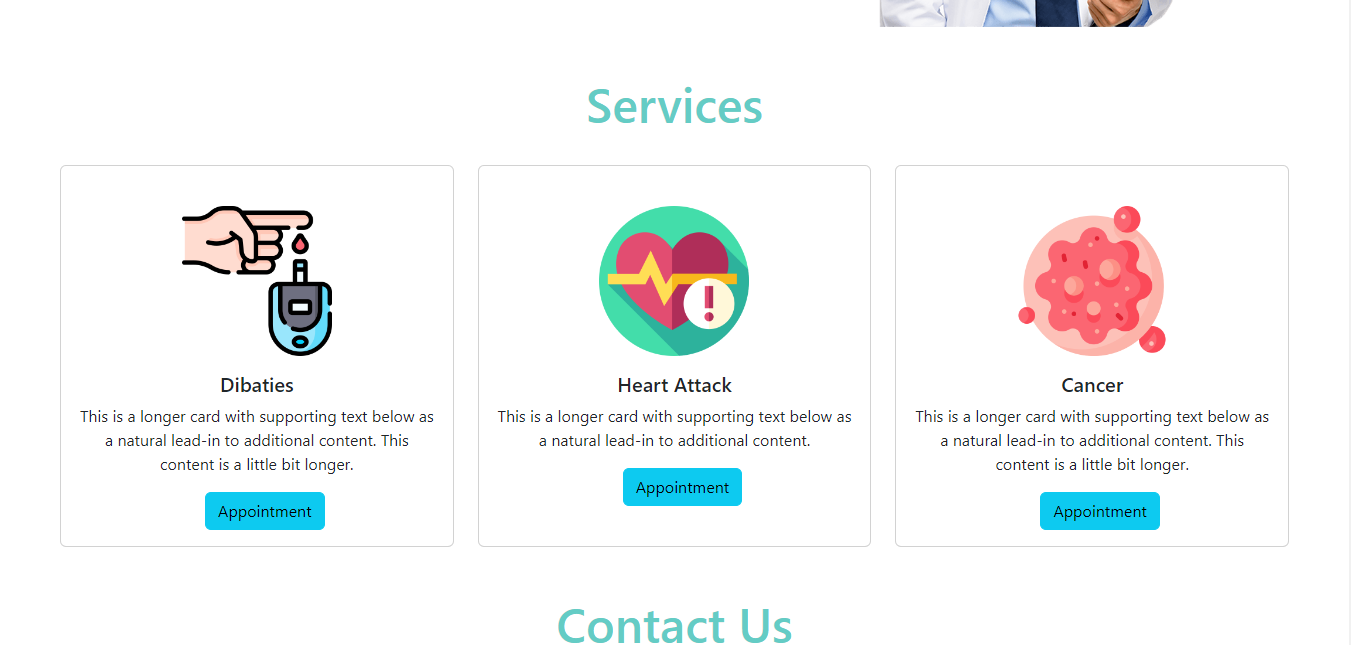 Services
Dibaties
This is a longer card with supporting text below as
a natural lead-in to additional content. This
content is a little bit longer.
Appointment
Heart Attack
This is a longer card with supporting text below as
a natural lead-in to additional content.
Appointment
Cancer
This is a longer card with supporting text below as
a natural lead-in to additional content. This
content is a little bit longer.
Appointment
Contact Us